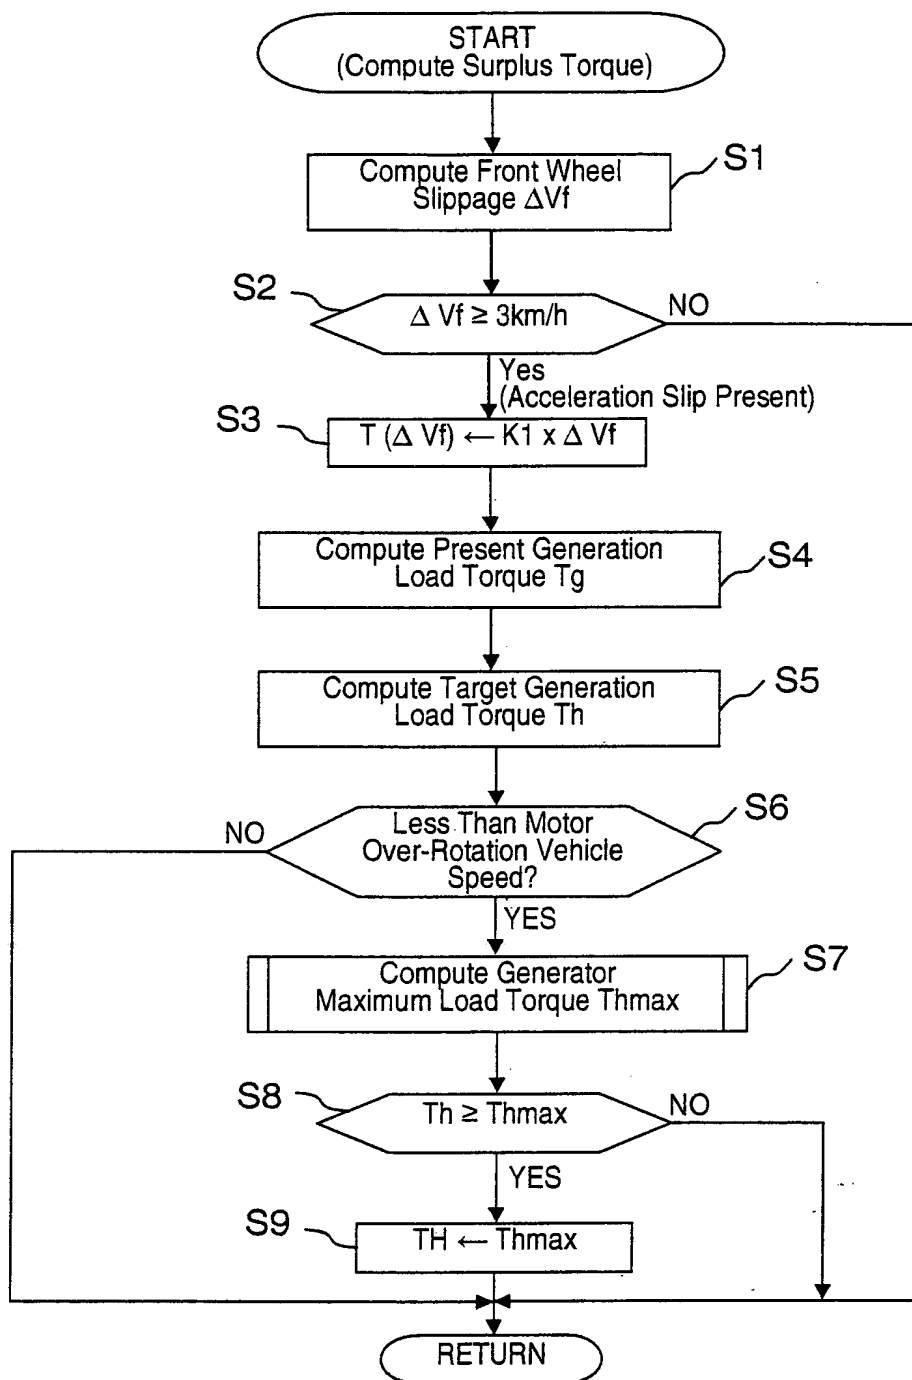 START
(Compute Surplus Torque)
S1
Compute Front Wheel
Slippage ΔVf
S2
Δ Vf ≥ 3km/h
NO
Yes
(Acceleration Slip Present)
S3
T (Δ Vf) ← K1 x Δ Vf
Compute Present Generation
Load Torque Tg
S4
Compute Target Generation
Load Torque Th
S5
S6
NO
Less Than Motor
Over-Rotation Vehicle
Speed?
YES
Compute Generator
Maximum Load Torque Thmax
S7
S8
Th ≥ Thmax
NO
YES
S9
TH ← Thmax
RETURN